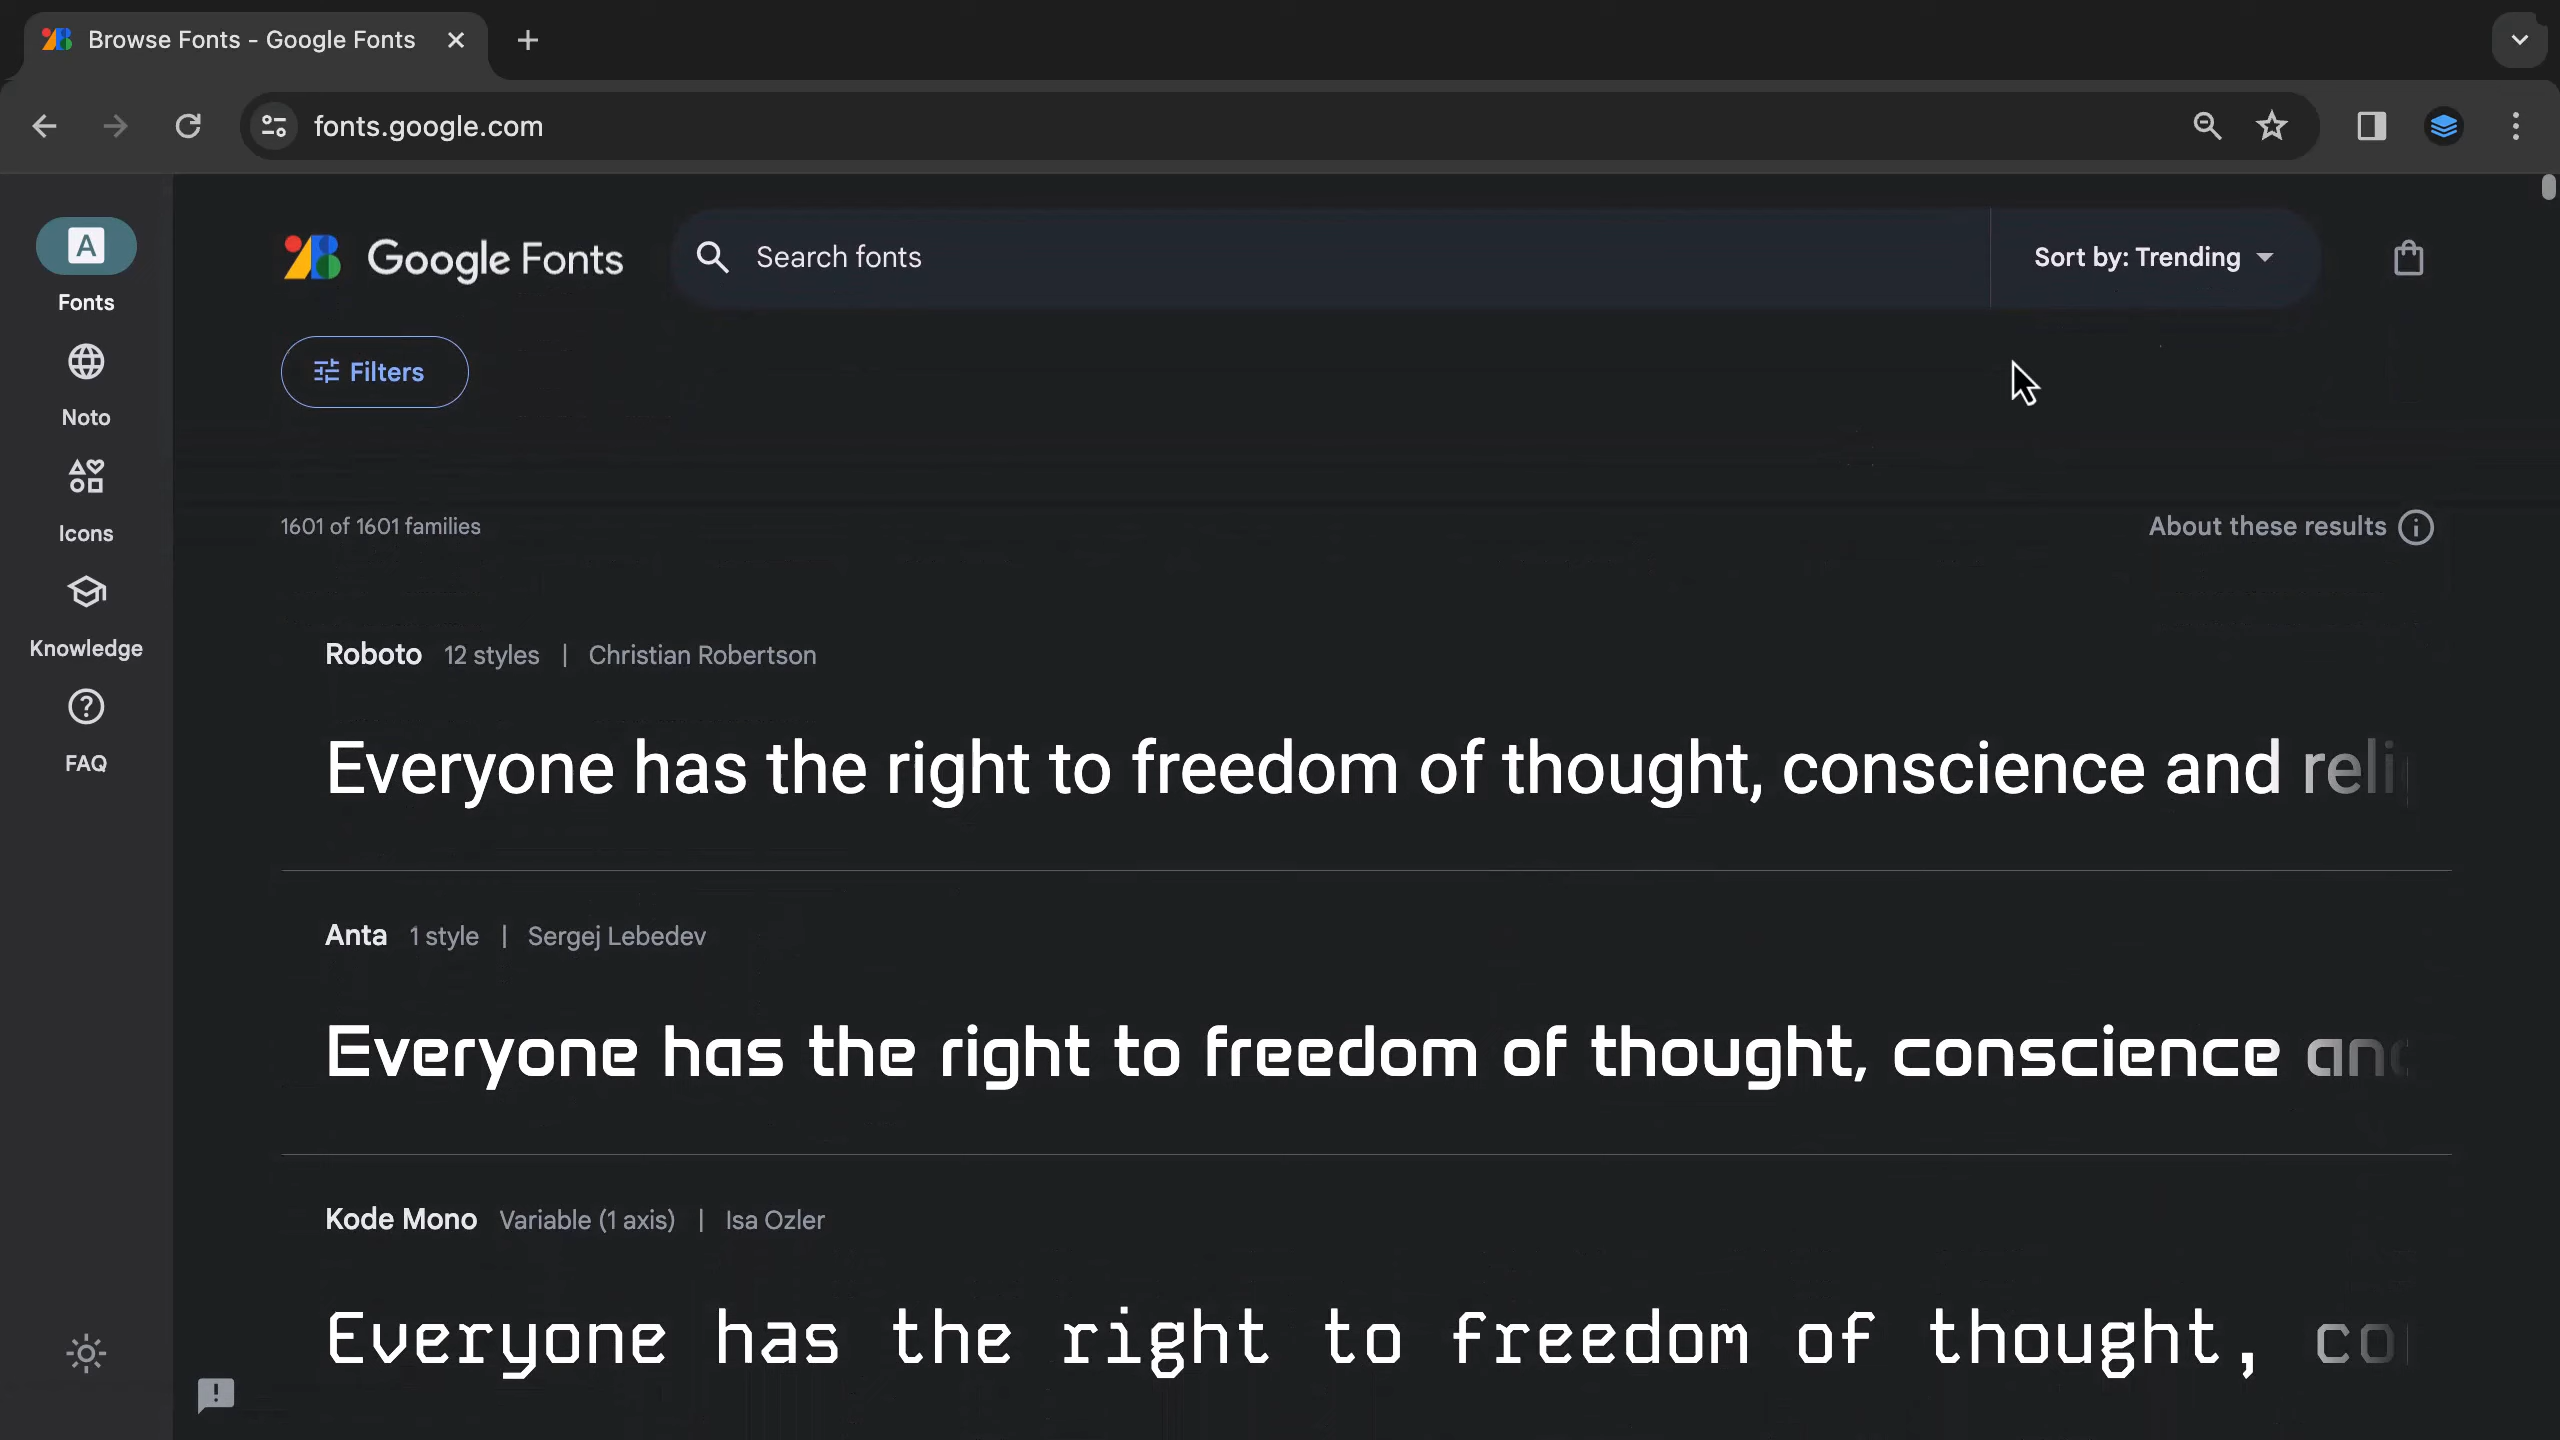 Browse Fonts - Google Fonts
fonts.google.com
A
Fonts
Noto
Icons
Knowledge
FAQ
Google Fonts
Search fonts
Sort by: Trending
Filters
1601 of 1601 families
About these results
Roboto 12 styles | Christian Robertson
Everyone has the right to freedom of thought, conscience and reli
Anta 1 style | Sergej Lebedev
Everyone has the right to freedom of thought, conscience and
Kode Mono Variable (1 axis) | Isa Ozler
Everyone has the right to freedom of thought, co